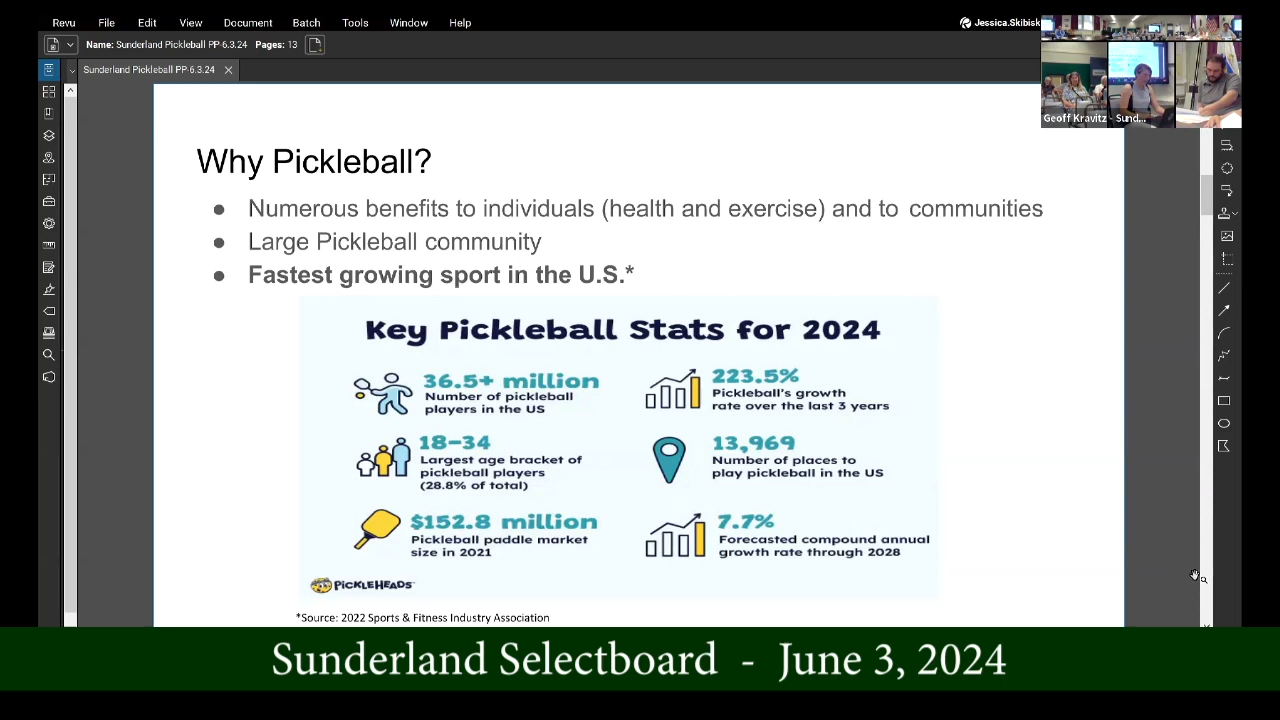 Revu File Edit View Document Batch Tools Window Help
Jessica.Skibisk
Name: Sunderland Pickleball PP-6.3.24 Pages: 13
Sunderland Pickleball PP-6.3.24
Geoff Kravitz - Sund...
Why Pickleball?
● Numerous benefits to individuals (health and exercise) and to communities
● Large Pickleball community
● Fastest growing sport in the U.S.*
Key Pickleball Stats for 2024
36.5+ million
Number of pickleball
players in the US
223.5%
Pickleball's growth
rate over the last 3 years
18-34
Largest age bracket of
pickleball players
(28.8% of total)
13,969
Number of places to
play pickleball in the US
$152.8 million
Pickleball paddle market
size in 2021
7.7%
Forecasted compound annual
growth rate through 2028
PICKLEHEADS
*Source: 2022 Sports & Fitness Industry Association
Sunderland Selectboard - June 3, 2024